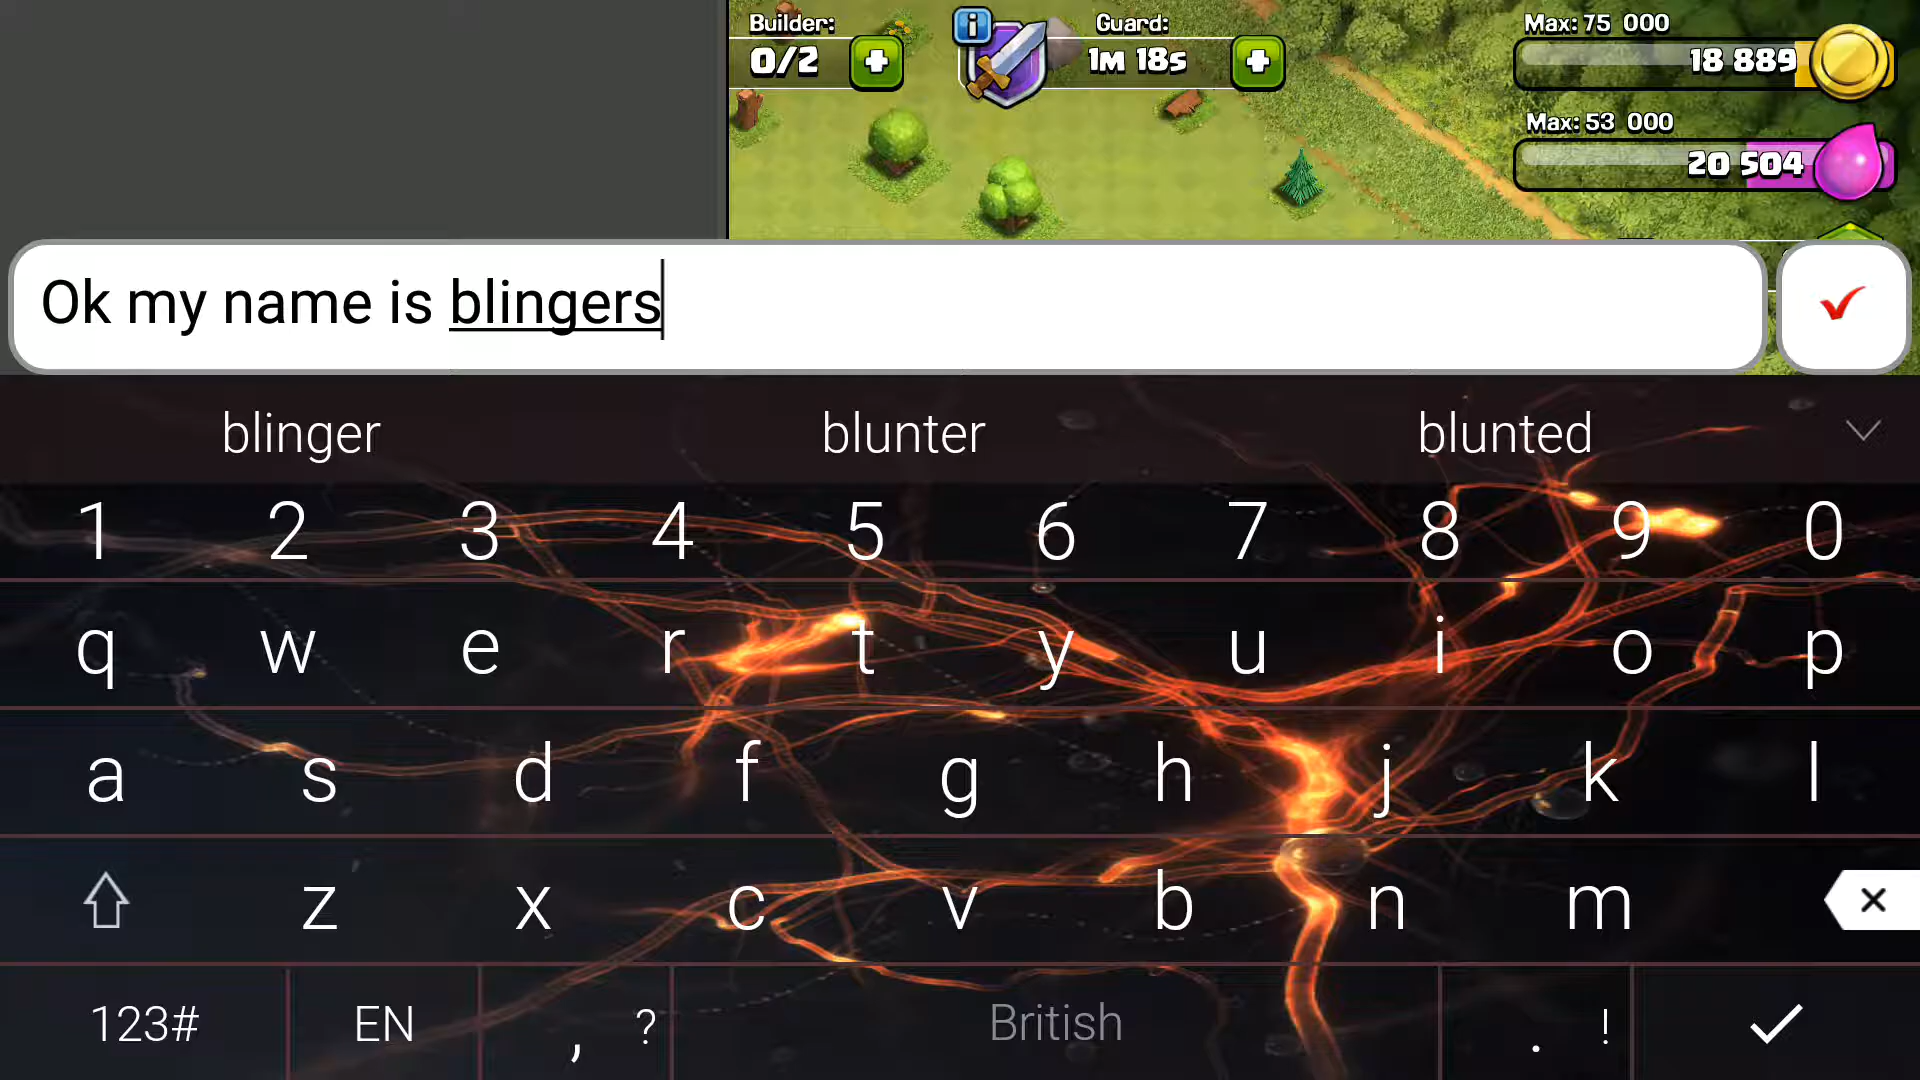 Builder:
0/2
i
Guard:
1M 18s
Max: 75 000
18 889
Max: 53 000
20 504
Ok my name is blingers
blinger blunter blunted
1 2 3 4 5 6 7 8 9 0
q w e r t y u i o p
a s d f g h j k l
z x c v b n m
123# EN , ? British . !